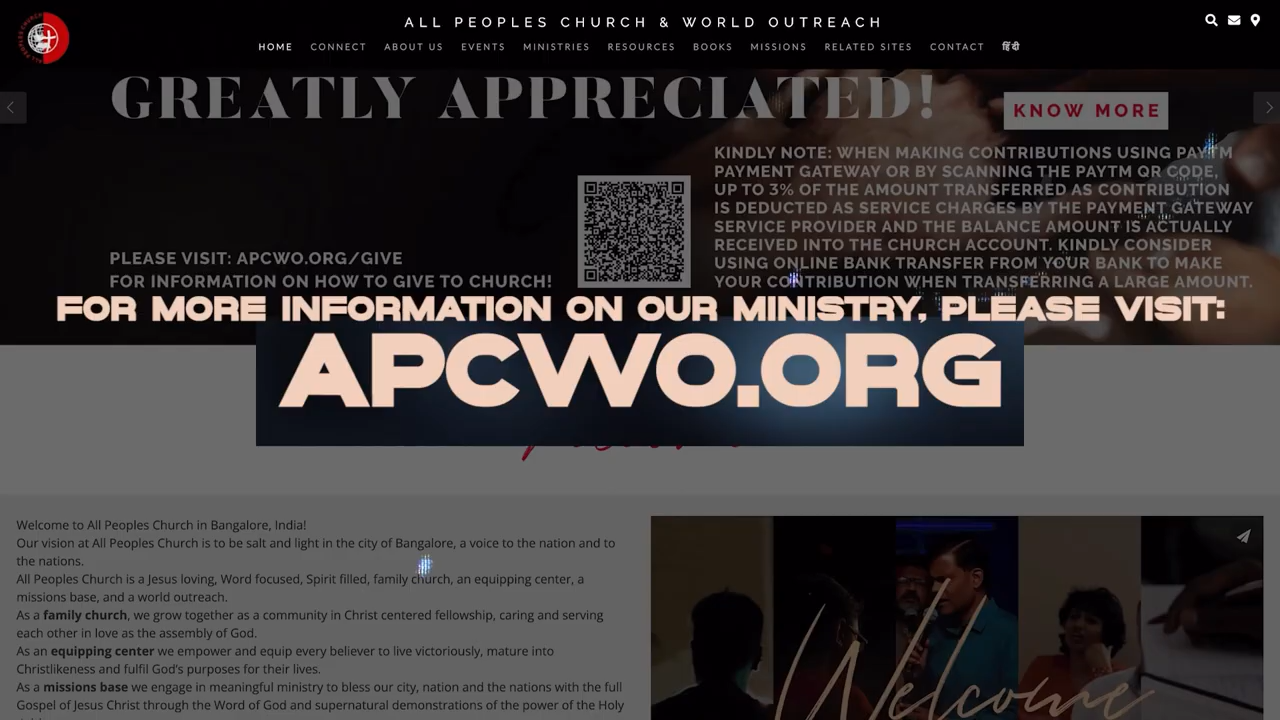 ALL PEOPLES CHURCH & WORLD OUTREACH
HOME CONNECT ABOUT US EVENTS MINISTRIES RESOURCES BOOKS MISSIONS RELATED SITES CONTACT हिंदी
GREATLY APPRECIATED!
KNOW MORE
KINDLY NOTE: WHEN MAKING CONTRIBUTIONS USING PAYTM
PAYMENT GATEWAY OR BY SCANNING THE PAYTM QR CODE,
UP TO 3% OF THE AMOUNT TRANSFERRED AS CONTRIBUTION
IS DEDUCTED AS SERVICE CHARGES BY THE PAYMENT GATEWAY
SERVICE PROVIDER AND THE BALANCE AMOUNT IS ACTUALLY
RECEIVED INTO THE CHURCH ACCOUNT. KINDLY CONSIDER
USING ONLINE BANK TRANSFER FROM YOUR BANK TO MAKE
YOUR CONTRIBUTION WHEN TRANSFERRING A LARGE AMOUNT.
PLEASE VISIT: APCWO.ORG/GIVE
FOR INFORMATION ON HOW TO GIVE TO CHURCH!
FOR MORE INFORMATION ON OUR MINISTRY, PLEASE VISIT:
APCWO.ORG
Welcome to All Peoples Church in Bangalore, India!
Our vision at All Peoples Church is to be salt and light in the city of Bangalore, a voice to the nation and to
the nations.
All Peoples Church is a Jesus loving, Word focused, Spirit filled, family church, an equipping center, a
missions base, and a world outreach.
As a family church, we grow together as a community in Christ centered fellowship, caring and serving
each other in love as the assembly of God.
As an equipping center we empower and equip every believer to live victoriously, mature into
Christlikeness and fulfil God's purposes for their lives.
As a missions base we engage in meaningful ministry to bless our city, nation and the nations with the full
Gospel of Jesus Christ through the Word of God and supernatural demonstrations of the power of the Holy
Welcome